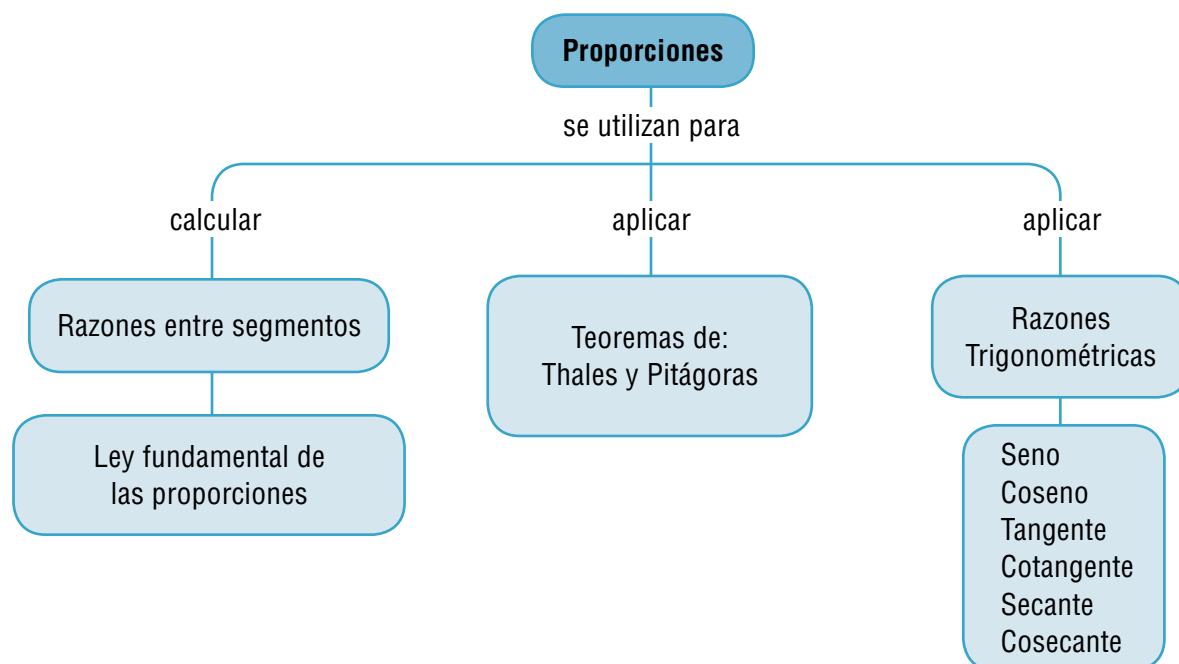 Proporciones
se utilizan para
calcular
aplicar
aplicar
Razones entre segmentos
Ley fundamental de
las proporciones
Teoremas de:
Thales y Pitágoras
Razones
Trigonométricas
Seno
Coseno
Tangente
Cotangente
Secante
Cosecante